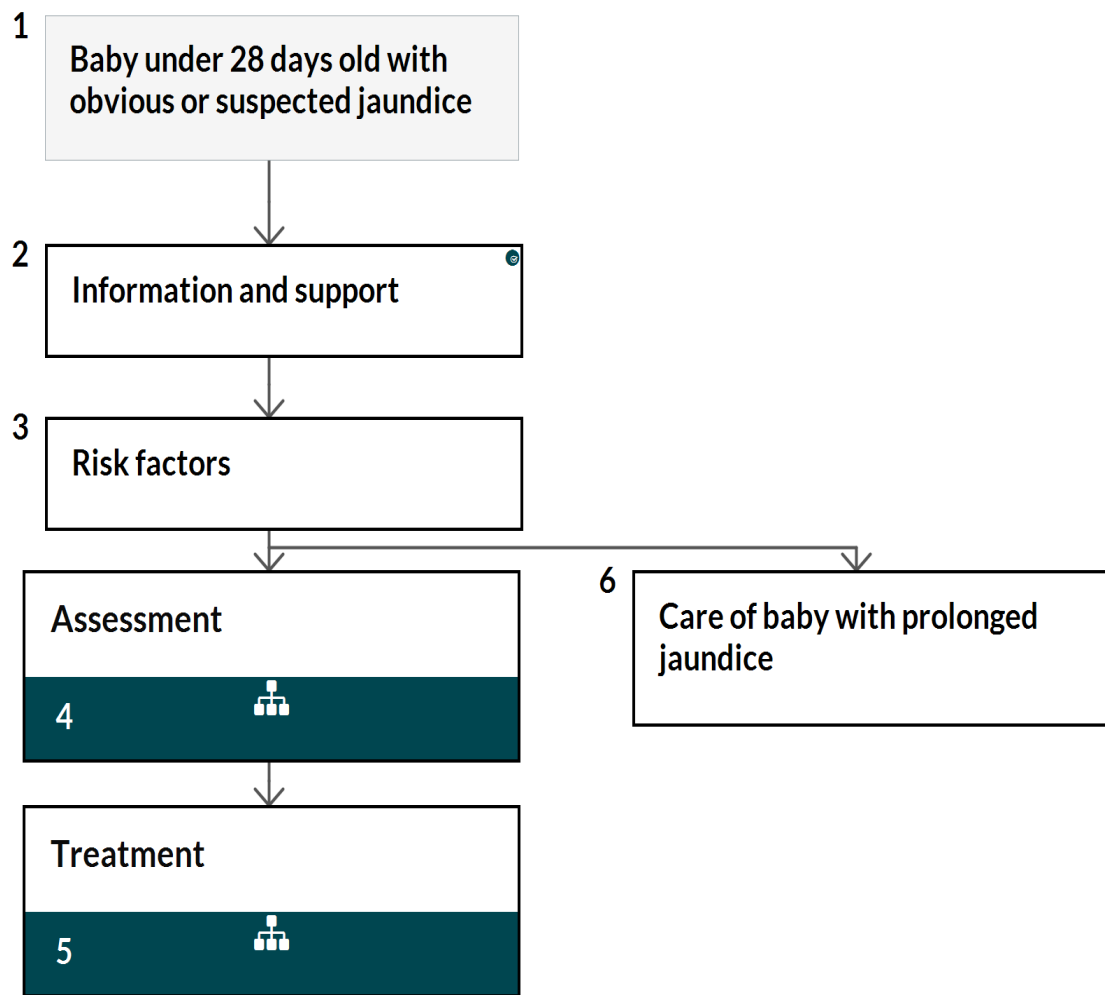 1
Baby under 28 days old with
obvious or suspected jaundice
2
Information and support
3
Risk factors
Assessment
4
6
Care of baby with prolonged
jaundice
Treatment
5